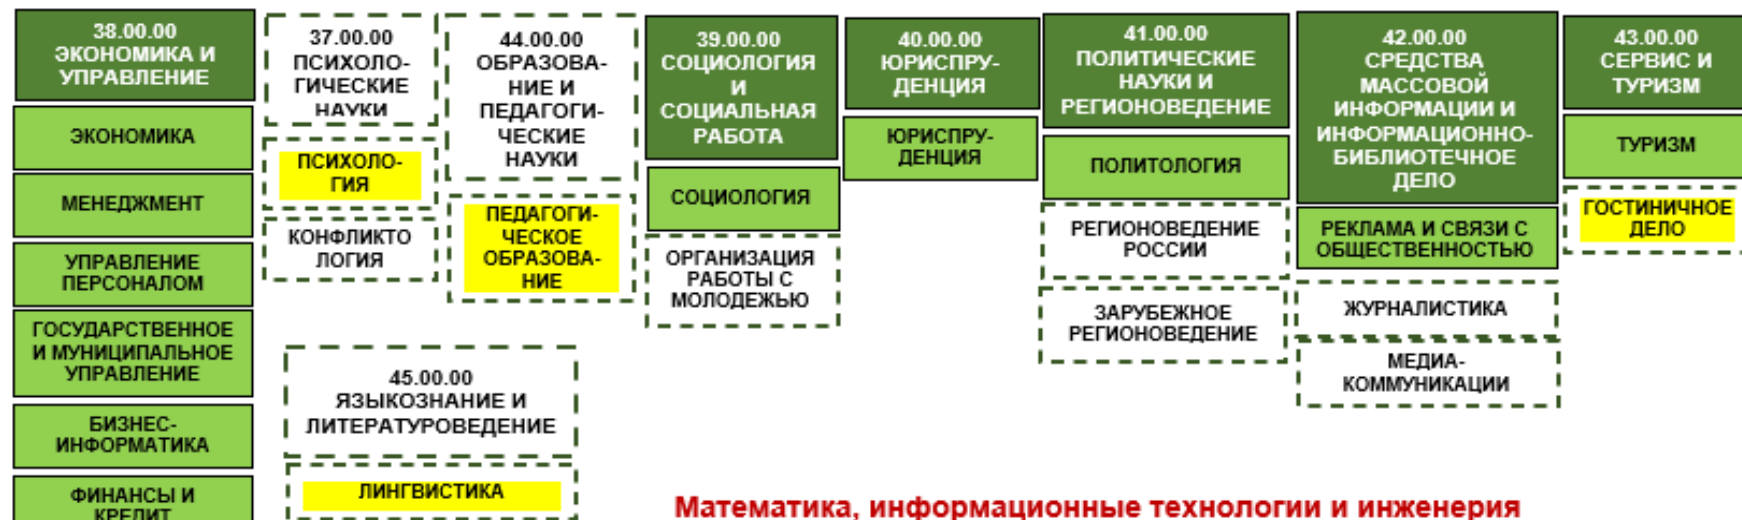 38.00.00
ЭКОНОМИКА И
УПРАВЛЕНИЕ
ЭКОНОМИКА
МЕНЕДЖМЕНТ
УПРАВЛЕНИЕ
ПЕРСОНАЛОМ
ГОСУДАРСТВЕННОЕ
И МУНИЦИПАЛЬНОЕ
УПРАВЛЕНИЕ
БИЗНЕС-
ИНФОРМАТИКА
ФИНАНСЫ И
КРЕДИТ
37.00.00
ПСИХОЛО-
ГИЧЕСКИЕ
НАУКИ
ПСИХОЛО-
ГИЯ
КОНФЛИКТО
ЛОГИЯ
44.00.00
ОБРАЗОВА-
НИЕ И
ПЕДАГОГИ-
ЧЕСКИЕ
НАУКИ
ПЕДАГОГИ-
ЧЕСКОЕ
ОБРАЗОВА-
НИЕ
45.00.00
ЯЗЫКОЗНАНИЕ И
ЛИТЕРАТУРОВЕДЕНИЕ
ЛИНГВИСТИКА
39.00.00
СОЦИОЛОГИЯ
И
СОЦИАЛЬНАЯ
РАБОТА
СОЦИОЛОГИЯ
ОРГАНИЗАЦИЯ
РАБОТЫ С
МОЛОДЕЖЬЮ
40.00.00
ЮРИСПРУ-
ДЕНЦИЯ
ЮРИСПРУ-
ДЕНЦИЯ
41.00.00
ПОЛИТИЧЕСКИЕ
НАУКИ И
РЕГИОНОВЕДЕНИЕ
ПОЛИТОЛОГИЯ
РЕГИОНОВЕДЕНИЕ
РОССИИ
ЗАРУБЕЖНОЕ
РЕГИОНОВЕДЕНИЕ
42.00.00
СРЕДСТВА
МАССОВОЙ
ИНФОРМАЦИИ И
ИНФОРМАЦИОННО-
БИБЛИОТЕЧНОЕ
ДЕЛО
РЕКЛАМА И СВЯЗИ С
ОБЩЕСТВЕННОСТЬЮ
ЖУРНАЛИСТИКА
МЕДИА-
КОММУНИКАЦИИ
43.00.00
СЕРВИС И
ТУРИЗМ
ТУРИЗМ
ГОСТИНИЧНОЕ
ДЕЛО
Математика, информационные технологии и инженерия